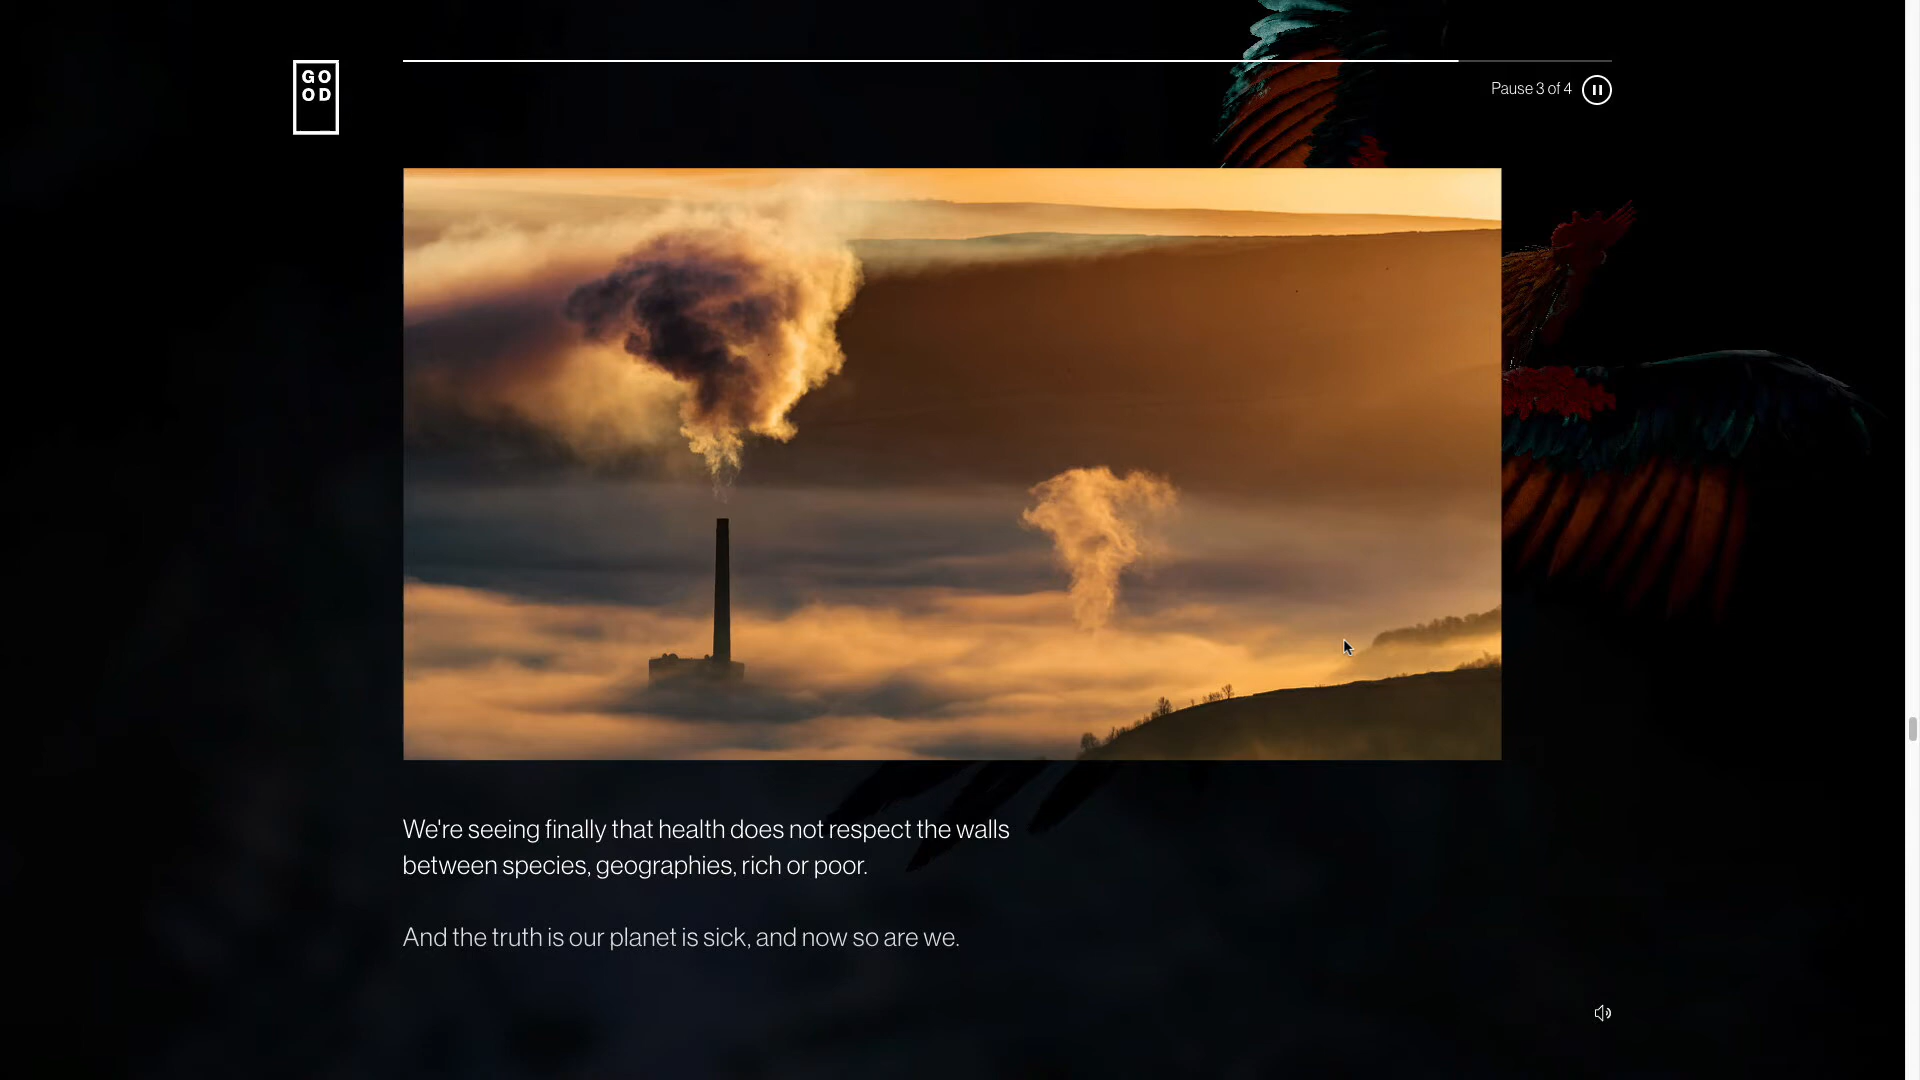 GO
OD
Pause 3 of 4
We're seeing finally that health does not respect the walls
between species, geographies, rich or poor.
And the truth is our planet is sick, and now so are we.